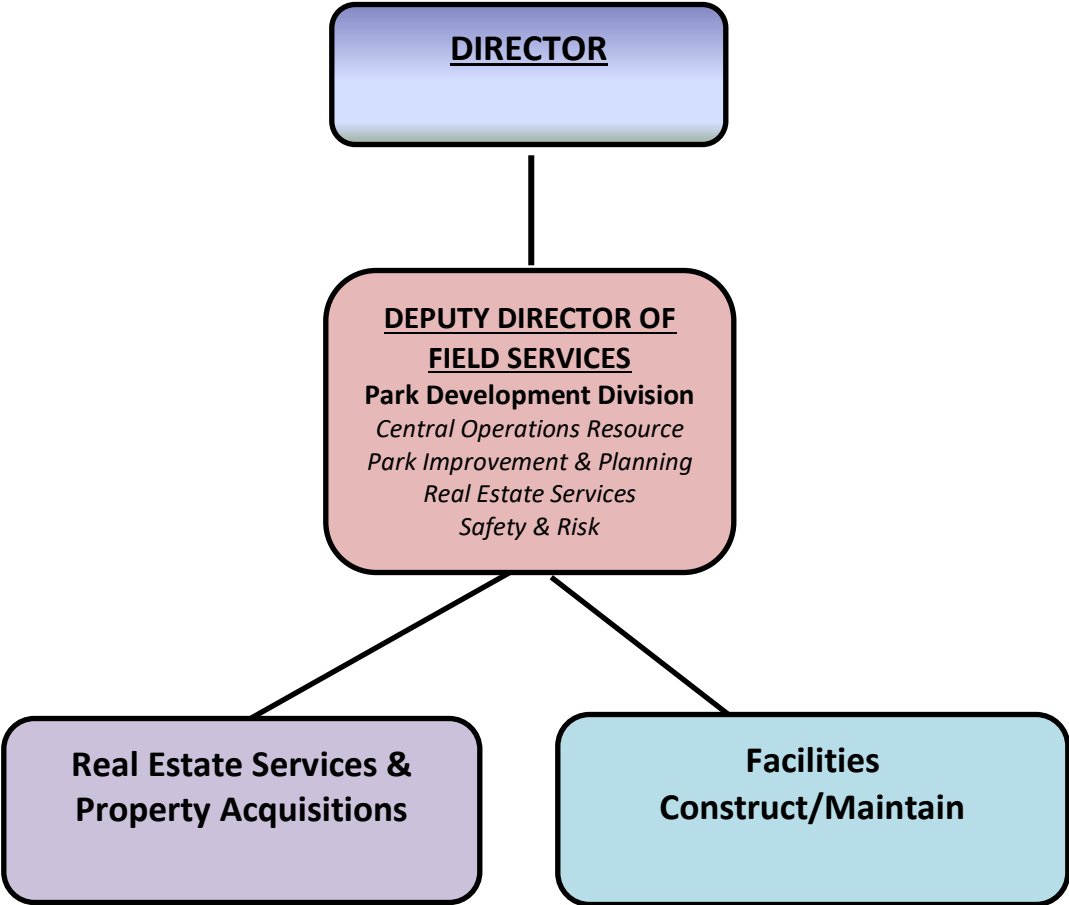 DIRECTOR
DEPUTY DIRECTOR OF
FIELD SERVICES
Park Development Division
Central Operations Resource
Park Improvement & Planning
Real Estate Services
Safety & Risk
Real Estate Services &
Property Acquisitions
Facilities
Construct/Maintain